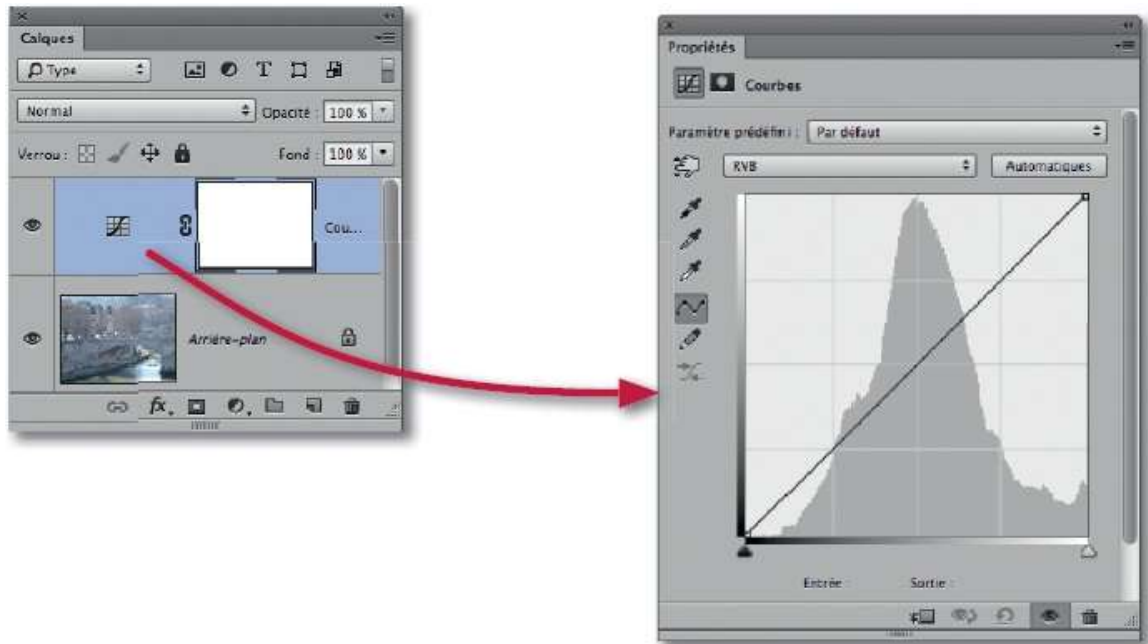 Calques
Type
Normal
Opacité : 100 %
Verrou :
Fond : 100 %
Cou...
Arrière-plan
fx
Propriétés
Courbes
Paramètre prédéfini : Par défaut
RVB
Automatiques
Entrée :
Sortie :